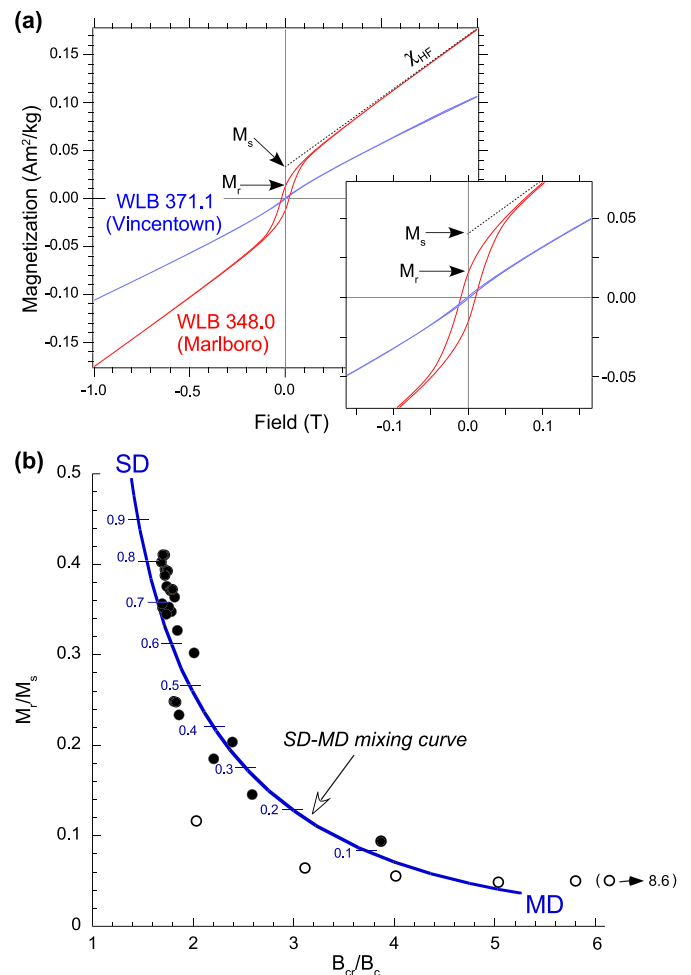 (a)
0.15
0.10
0.05
0.00
-0.05
-0.10
-0.15
Magnetization (Am²/kg)
χHF
Ms
Mr
WLB 371.1
(Vincentown)
WLB 348.0
(Marlboro)
-1.0
-0.5
0.0
Field (T)
Ms
Mr
0.05
0.00
-0.05
-0.1
0.0
0.1
(b)
0.5
0.4
0.3
0.2
0.1
0
Mr/Ms
SD
0.9
0.8
0.7
0.6
0.5
0.4
0.3
0.2
0.1
SD-MD mixing curve
MD
( 8.6)
1
2
3
4
5
6
Bcr/Bc